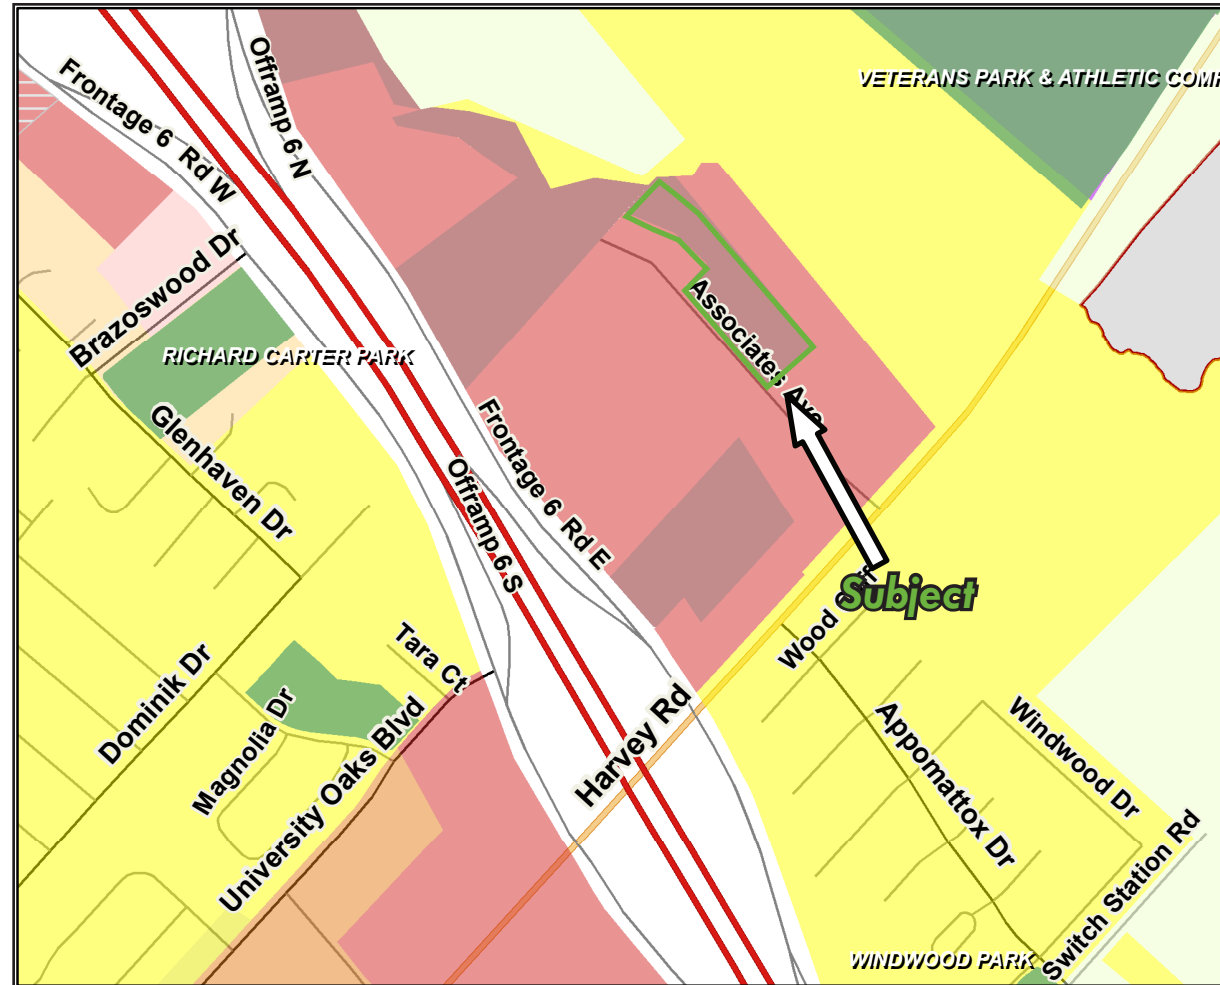 Offramp 6 N
Frontage 6 Rd W
VETERANS PARK & ATHLETIC COMP
Brazoswood Dr
RICHARD CARTER PARK
Associates Ave
Glenhaven Dr
Frontage 6 Rd E
Offramp 6 S
Subject
Wood
Tara Ct
Dominik Dr
Magnolia Dr
University Oaks Blvd
Harvey Rd
Appomattox Dr
Windwood Dr
Switch Station Rd
WINDWOOD PARK